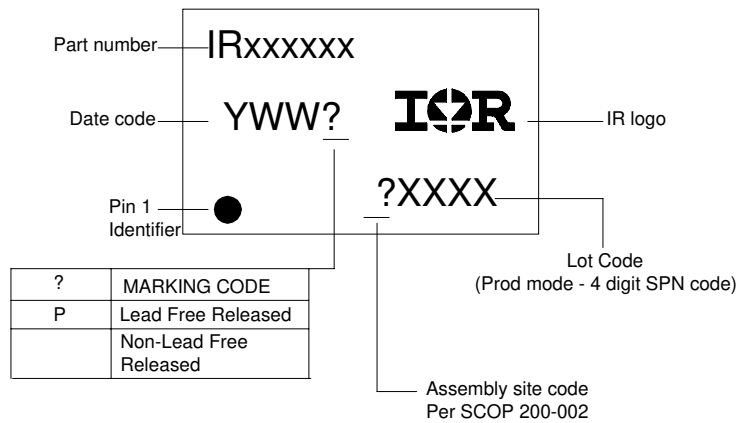 Part number
IRxxxxxx
Date code
YWW?
IOR
IR logo
?XXXX
Pin 1
Identifier
Lot Code
(Prod mode - 4 digit SPN code)
? MARKING CODE
P Lead Free Released
Non-Lead Free
Released
Assembly site code
Per SCOP 200-002